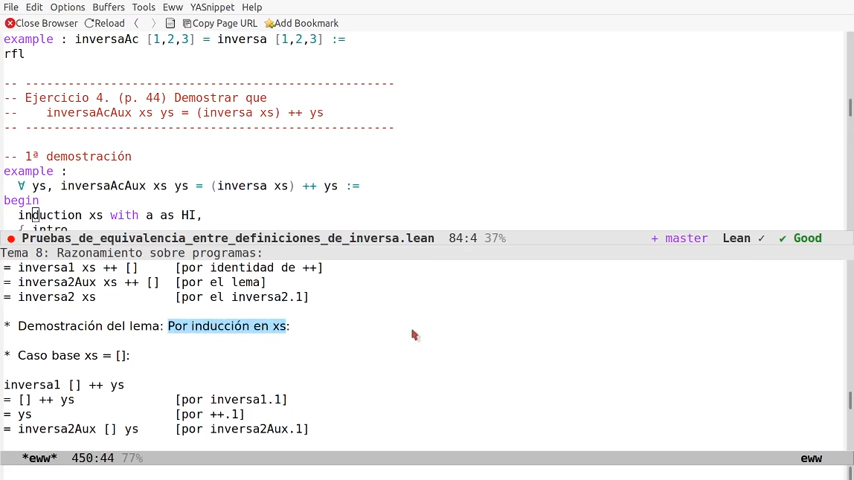 File Edit Options Buffers Tools Eww YASnippet Help
Close Browser Reload Copy Page URL Add Bookmark
example : inversaAc [1,2,3] = inversa [1,2,3] :=
rfl
-- --------------------------------------------------
-- Ejercicio 4. (p. 44) Demostrar que
--    inversaAcAux xs ys = (inversa xs) ++ ys
-- --------------------------------------------------
-- 1ª demostración
example :
  ∀ ys, inversaAcAux xs ys = (inversa xs) ++ ys :=
begin
  induction xs with a as HI,
  { intro
Pruebas_de_equivalencia_entre_definiciones_de_inversa.lean 84:4 37% + master Lean ✓ ✔ Good
Tema 8: Razonamiento sobre programas:
= inversa1 xs ++ []     [por identidad de ++]
= inversa2Aux xs ++ []  [por el lema]
= inversa2 xs           [por el inversa2.1]
* Demostración del lema: Por inducción en xs:
* Caso base xs = []:
inversa1 [] ++ ys
= [] ++ ys              [por inversa1.1]
= ys                    [por ++.1]
= inversa2Aux [] ys     [por inversa2Aux.1]
*eww* 450:44 77% eww